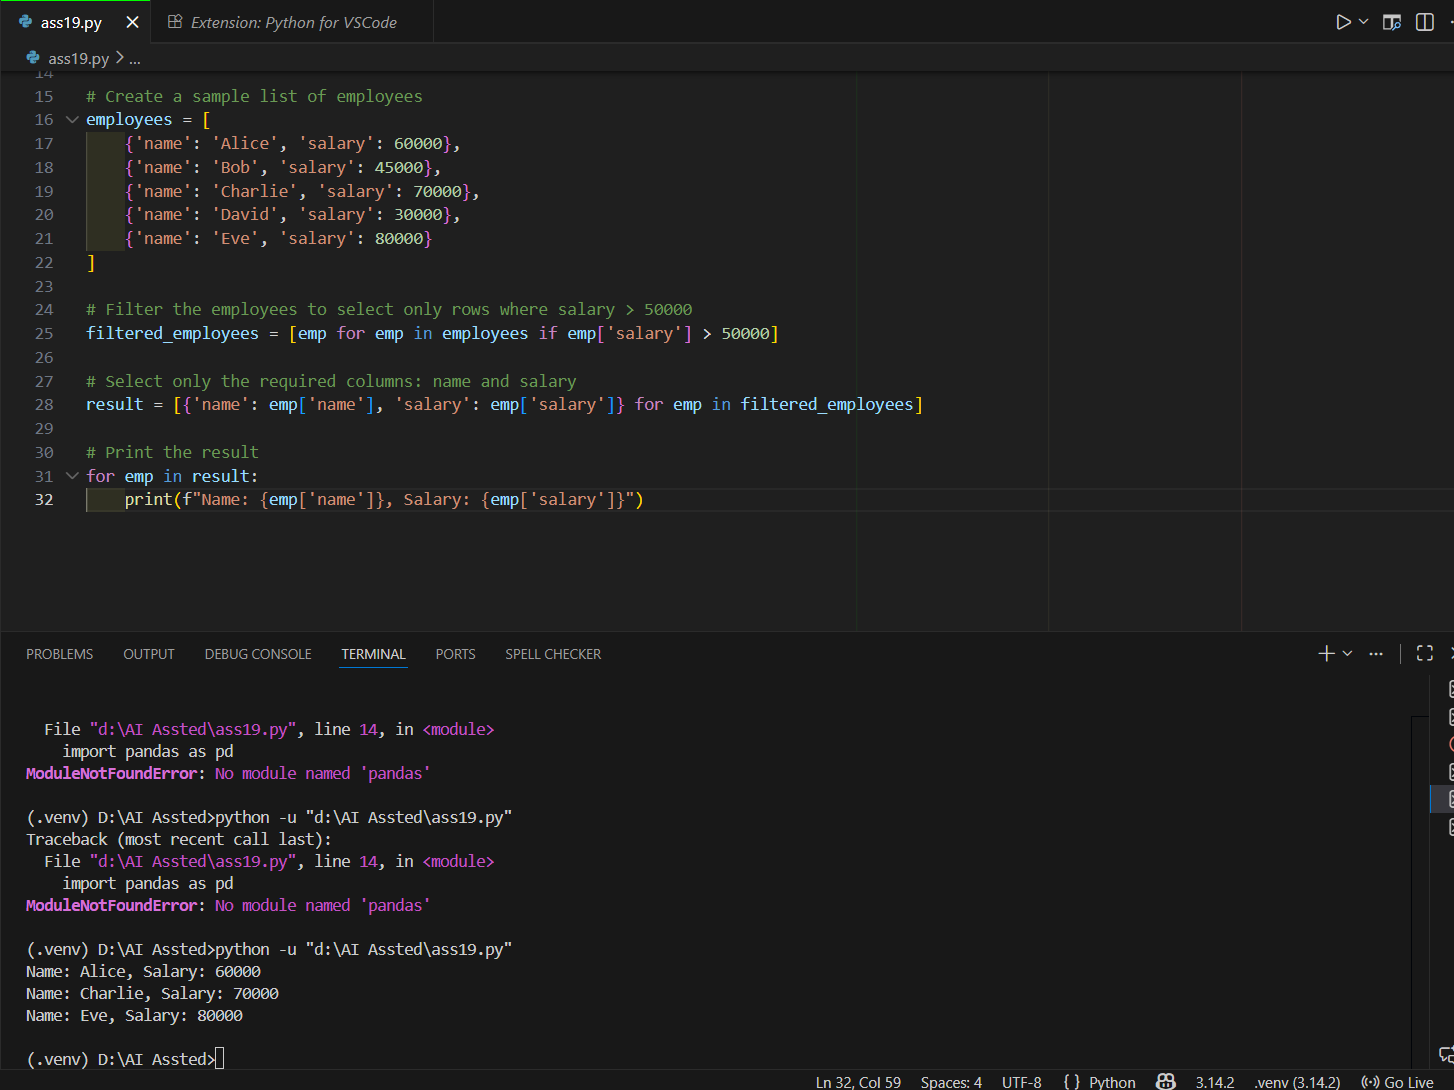 ass19.py
Extension: Python for VSCode
ass19.py > ...
14
15 # Create a sample list of employees
16 employees = [
17     {'name': 'Alice', 'salary': 60000},
18     {'name': 'Bob', 'salary': 45000},
19     {'name': 'Charlie', 'salary': 70000},
20     {'name': 'David', 'salary': 30000},
21     {'name': 'Eve', 'salary': 80000}
22 ]
23
24 # Filter the employees to select only rows where salary > 50000
25 filtered_employees = [emp for emp in employees if emp['salary'] > 50000]
26
27 # Select only the required columns: name and salary
28 result = [{'name': emp['name'], 'salary': emp['salary']} for emp in filtered_employees]
29
30 # Print the result
31 for emp in result:
32     print(f"Name: {emp['name']}, Salary: {emp['salary']}")
PROBLEMS OUTPUT DEBUG CONSOLE TERMINAL PORTS SPELL CHECKER
  File "d:\AI Assted\ass19.py", line 14, in <module>
    import pandas as pd
ModuleNotFoundError: No module named 'pandas'
(.venv) D:\AI Assted>python -u "d:\AI Assted\ass19.py"
Traceback (most recent call last):
  File "d:\AI Assted\ass19.py", line 14, in <module>
    import pandas as pd
ModuleNotFoundError: No module named 'pandas'
(.venv) D:\AI Assted>python -u "d:\AI Assted\ass19.py"
Name: Alice, Salary: 60000
Name: Charlie, Salary: 70000
Name: Eve, Salary: 80000
(.venv) D:\AI Assted>
Ln 32, Col 59 Spaces: 4 UTF-8 {} Python 3.14.2 .venv (3.14.2) Go Live